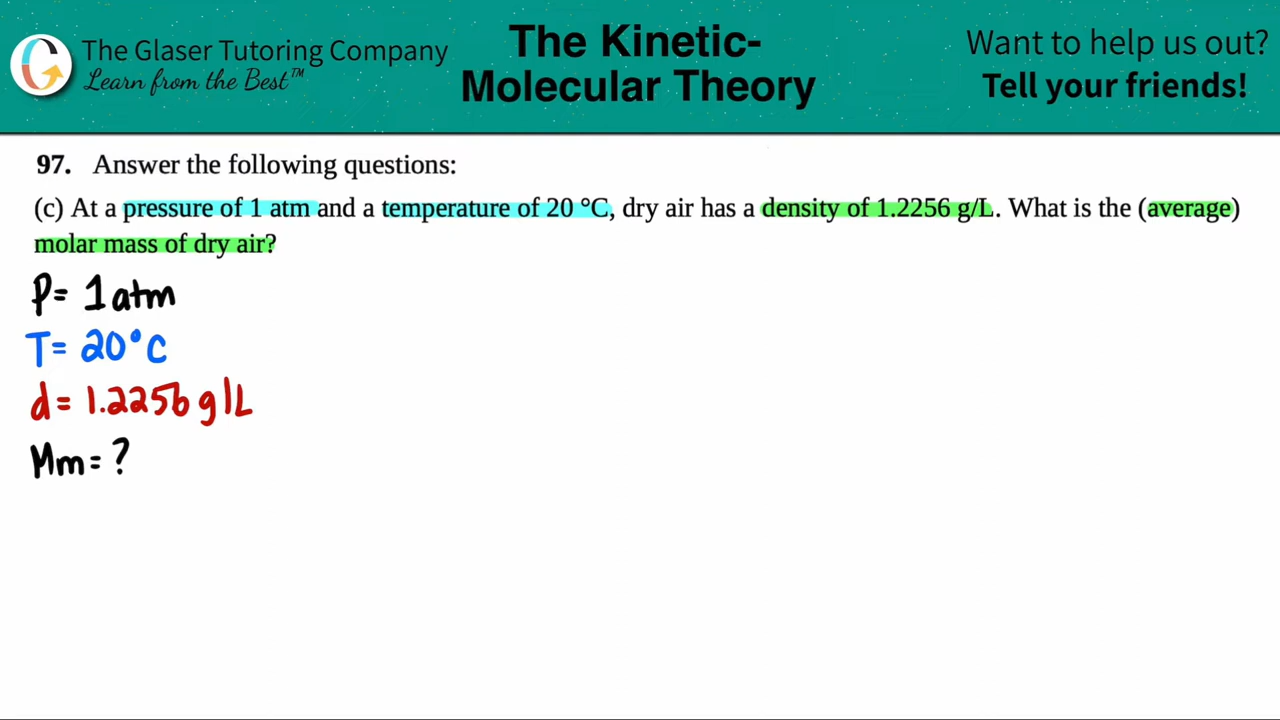 The Glaser Tutoring Company
Learn from the Best™
The Kinetic-
Molecular Theory
Want to help us out?
Tell your friends!
97. Answer the following questions:
(c) At a pressure of 1 atm and a temperature of 20 °C, dry air has a density of 1.2256 g/L. What is the (average)
molar mass of dry air?
P= 1 atm
T= 20°C
d= 1.2256 g/L
Mm= ?